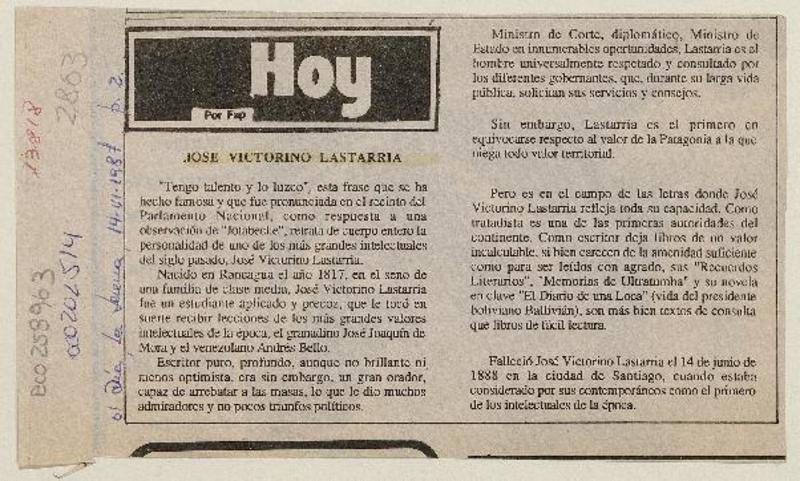 Hoy
Por Fap
JOSE VICTORINO LASTARRIA
"Tengo talento y lo luzco", esta frase que se ha
hecho famosa y que fue pronunciada en el recinto del
Parlamento Nacional, como respuesta a una
observación de "Jotabeche", retrata de cuerpo entero la
personalidad de uno de los más grandes intelectuales
del siglo pasado, José Victorino Lastarria.
Nacido en Rancagua el año 1817, en el seno de
una familia de clase media, José Victorino Lastarria
fue un estudiante aplicado y precoz, que le tocó en
suerte recibir lecciones de los más grandes valores
intelectuales de la época, el granadino José Joaquín de
Mora y el venezolano Andrés Bello.
Escritor puro, profundo, aunque no brillante ni
menos optimista, era sin embargo, un gran orador,
capaz de arrebatar a las masas, lo que le dio muchos
admiradores y no pocos triunfos políticos.
Ministro de Corte, diplomático, Ministro de
Estado en innumerables oportunidades, Lastarria es el
hombre universalmente respetado y consultado por
los diferentes gobernantes, que, durante su larga vida
pública, solicitan sus servicios y consejos.
Sin embargo, Lastarria es el primero en
equivocarse respecto al valor de la Patagonia a la que
niega todo valor territorial.
Pero es en el campo de las letras donde José
Victorino Lastarria refleja toda su capacidad. Como
tratadista es una de las primeras autoridades del
continente. Como escritor deja libros de un valor
incalculable, si bien carecen de la amenidad suficiente
como para ser leídos con agrado, sus "Recuerdos
Literarios", "Memorias de Ultratumba" y su novela
en clave "El Diario de una Loca" (vida del presidente
boliviano Ballivián), son más bien textos de consulta
que libros de fácil lectura.
Falleció José Victorino Lastarria el 14 de junio de
1888 en la ciudad de Santiago, cuando estaba
considerado por sus contemporáneos como el primero
de los intelectuales de la época.
El Día, La Serena, 14-VI-1987 p. 2.
000202514
BCO258963
2863